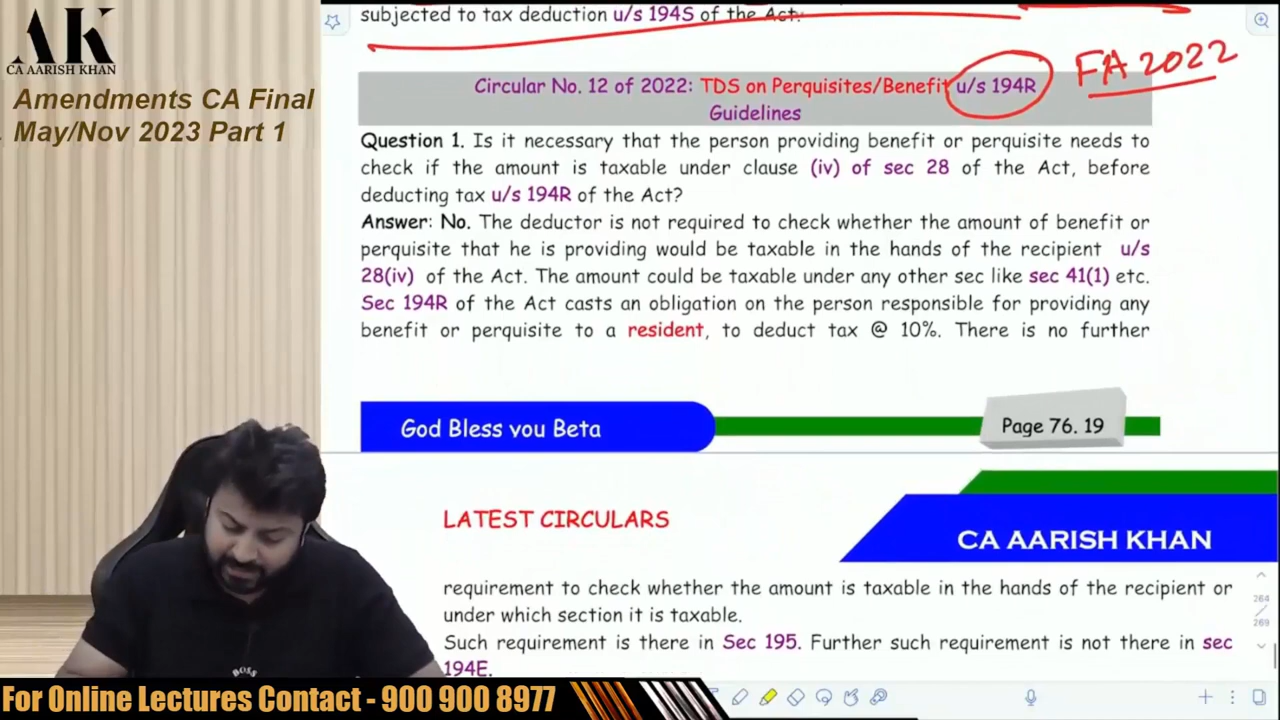 AK
CA AARISH KHAN
Amendments CA Final
May/Nov 2023 Part 1
subjected to tax deduction u/s 194S of the Act.
Circular No. 12 of 2022: TDS on Perquisites/Benefit u/s 194R
Guidelines
FA 2022
Question 1. Is it necessary that the person providing benefit or perquisite needs to
check if the amount is taxable under clause (iv) of sec 28 of the Act, before
deducting tax u/s 194R of the Act?
Answer: No. The deductor is not required to check whether the amount of benefit or
perquisite that he is providing would be taxable in the hands of the recipient u/s
28(iv) of the Act. The amount could be taxable under any other sec like sec 41(1) etc.
Sec 194R of the Act casts an obligation on the person responsible for providing any
benefit or perquisite to a resident, to deduct tax @ 10%. There is no further
God Bless you Beta
Page 76. 19
LATEST CIRCULARS
CA AARISH KHAN
requirement to check whether the amount is taxable in the hands of the recipient or
under which section it is taxable.
Such requirement is there in Sec 195. Further such requirement is not there in sec
194E.
264
269
BOSS
For Online Lectures Contact - 900 900 8977